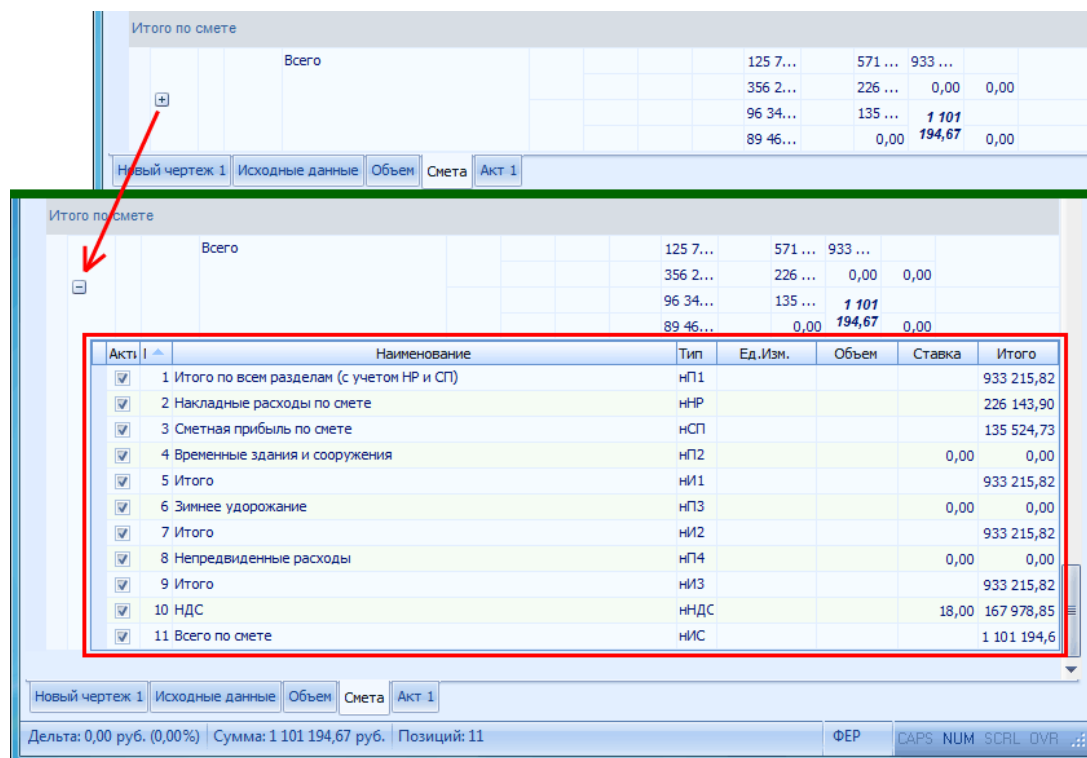 Итого по смете
Всего 125 7... 571 ... 933 ...
356 2... 226 ... 0,00 0,00
96 34... 135 ... 1 101 194,67
89 46... 0,00 0,00
Новый чертеж 1 Исходные данные Объем Смета Акт 1
Итого по смете
Всего 125 7... 571 ... 933 ...
356 2... 226 ... 0,00 0,00
96 34... 135 ... 1 101 194,67
89 46... 0,00 0,00
Акти Наименование Тип Ед.Изм. Объем Ставка Итого
1 Итого по всем разделам (с учетом НР и СП) нП1 933 215,82
2 Накладные расходы по смете нНР 226 143,90
3 Сметная прибыль по смете нСП 135 524,73
4 Временные здания и сооружения нП2 0,00 0,00
5 Итого нИ1 933 215,82
6 Зимнее удорожание нП3 0,00 0,00
7 Итого нИ2 933 215,82
8 Непредвиденные расходы нП4 0,00 0,00
9 Итого нИ3 933 215,82
10 НДС нНДС 18,00 167 978,85
11 Всего по смете нИС 1 101 194,6
Новый чертеж 1 Исходные данные Объем Смета Акт 1
Дельта: 0,00 руб. (0,00%) Сумма: 1 101 194,67 руб. Позиций: 11 ФЕР CAPS NUM SCRL OVR